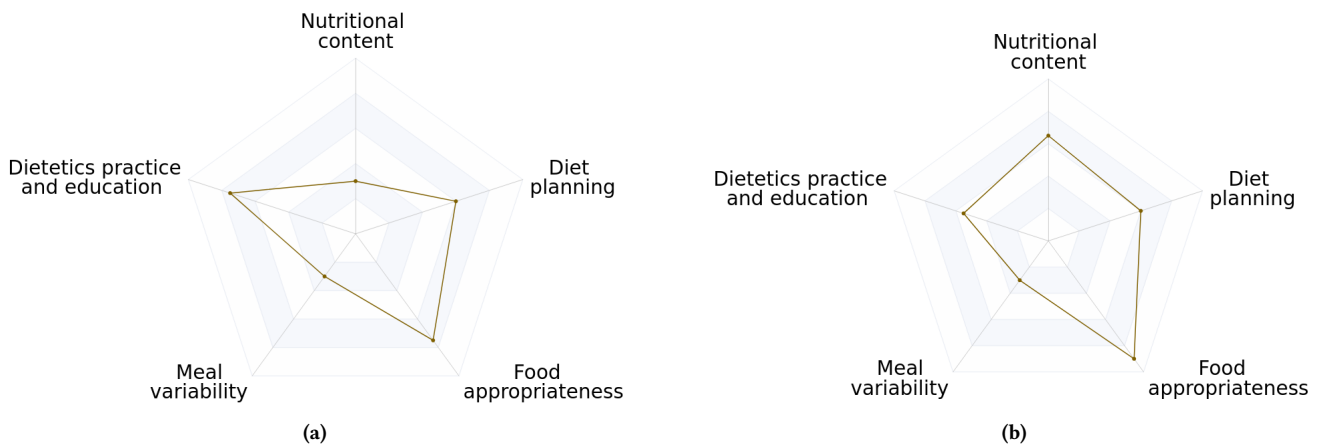 Nutritional
content
Dietetics practice
and education
Diet
planning
Meal
variability
Food
appropriateness
(a)
Nutritional
content
Dietetics practice
and education
Diet
planning
Meal
variability
Food
appropriateness
(b)